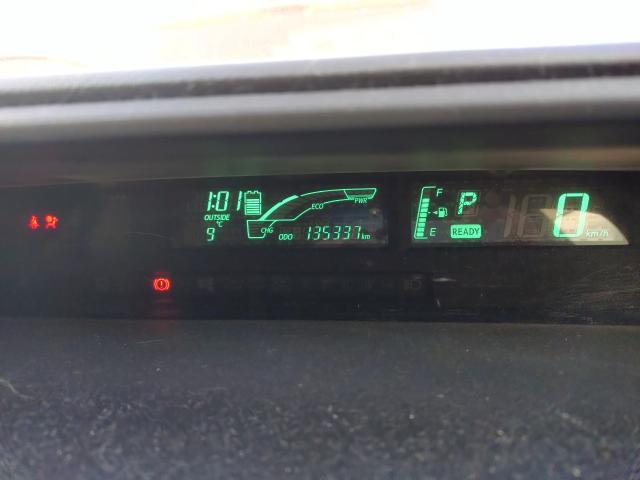 1:01
OUTSIDE
9 °C
ECO
PWR
CHG
ODO 135337 km
F
E
P
READY
0
km/h